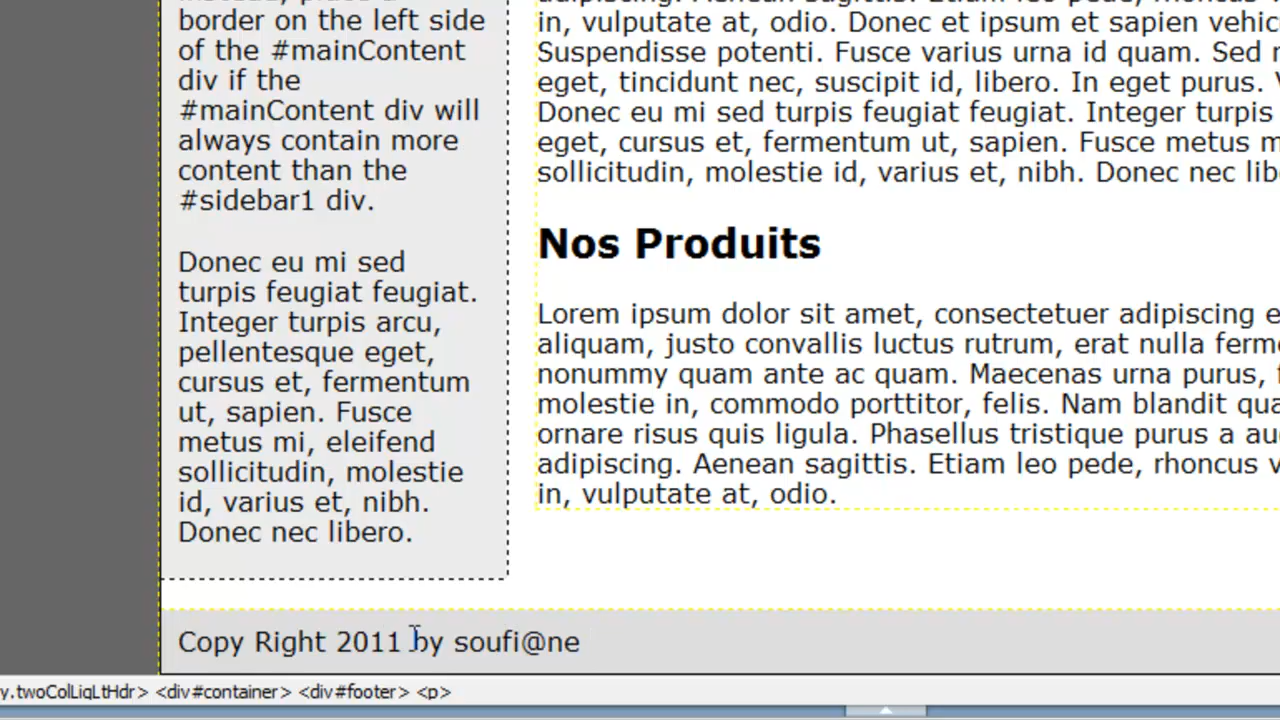 border on the left side
of the #mainContent
div if the
#mainContent div will
always contain more
content than the
#sidebar1 div.
Donec eu mi sed
turpis feugiat feugiat.
Integer turpis arcu,
pellentesque eget,
cursus et, fermentum
ut, sapien. Fusce
metus mi, eleifend
sollicitudin, molestie
id, varius et, nibh.
Donec nec libero.
in, vulputate at, odio. Donec et ipsum et sapien vehic
Suspendisse potenti. Fusce varius urna id quam. Sed
eget, tincidunt nec, suscipit id, libero. In eget purus.
Donec eu mi sed turpis feugiat feugiat. Integer turpis
eget, cursus et, fermentum ut, sapien. Fusce metus m
sollicitudin, molestie id, varius et, nibh. Donec nec lib
Nos Produits
Lorem ipsum dolor sit amet, consectetuer adipiscing e
aliquam, justo convallis luctus rutrum, erat nulla ferm
nonummy quam ante ac quam. Maecenas urna purus,
molestie in, commodo porttitor, felis. Nam blandit qua
ornare risus quis ligula. Phasellus tristique purus a au
adipiscing. Aenean sagittis. Etiam leo pede, rhoncus v
in, vulputate at, odio.
Copy Right 2011 by soufi@ne
y.twoColLiqLtHdr> <div#container> <div#footer> <p>